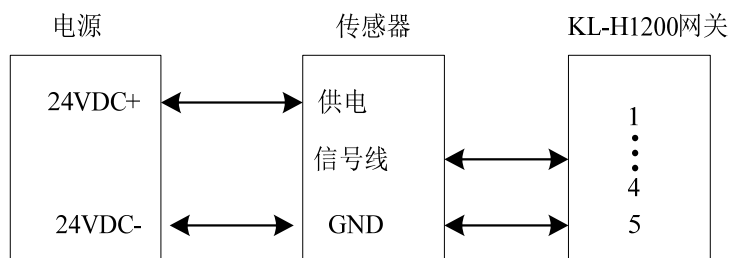 电源 传感器 KL-H1200网关
24VDC+ 供电 1
信号线
4
24VDC- GND 5